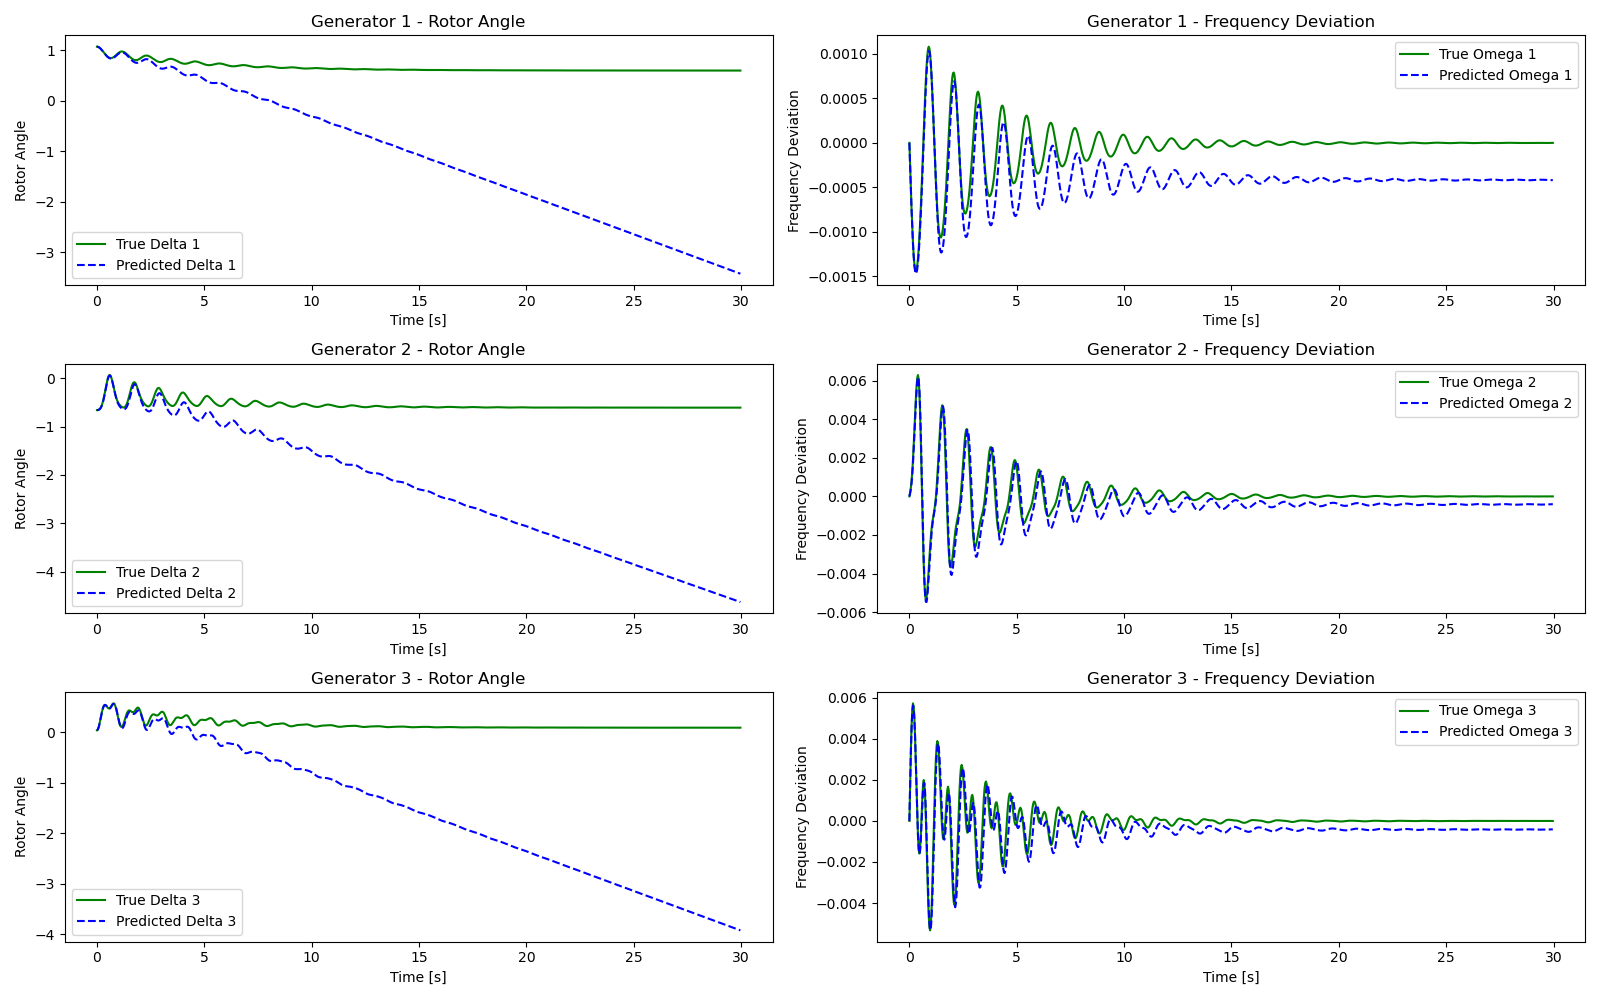 Generator 1 - Rotor Angle
Rotor Angle
1
0
−1
−2
−3
True Delta 1
Predicted Delta 1
0 5 10 15 20 25 30
Time [s]
Generator 1 - Frequency Deviation
Frequency Deviation
0.0010
0.0005
0.0000
−0.0005
−0.0010
−0.0015
True Omega 1
Predicted Omega 1
0 5 10 15 20 25 30
Time [s]
Generator 2 - Rotor Angle
Rotor Angle
0
−1
−2
−3
−4
True Delta 2
Predicted Delta 2
0 5 10 15 20 25 30
Time [s]
Generator 2 - Frequency Deviation
Frequency Deviation
0.006
0.004
0.002
0.000
−0.002
−0.004
−0.006
True Omega 2
Predicted Omega 2
0 5 10 15 20 25 30
Time [s]
Generator 3 - Rotor Angle
Rotor Angle
0
−1
−2
−3
−4
True Delta 3
Predicted Delta 3
0 5 10 15 20 25 30
Time [s]
Generator 3 - Frequency Deviation
Frequency Deviation
0.006
0.004
0.002
0.000
−0.002
−0.004
True Omega 3
Predicted Omega 3
0 5 10 15 20 25 30
Time [s]